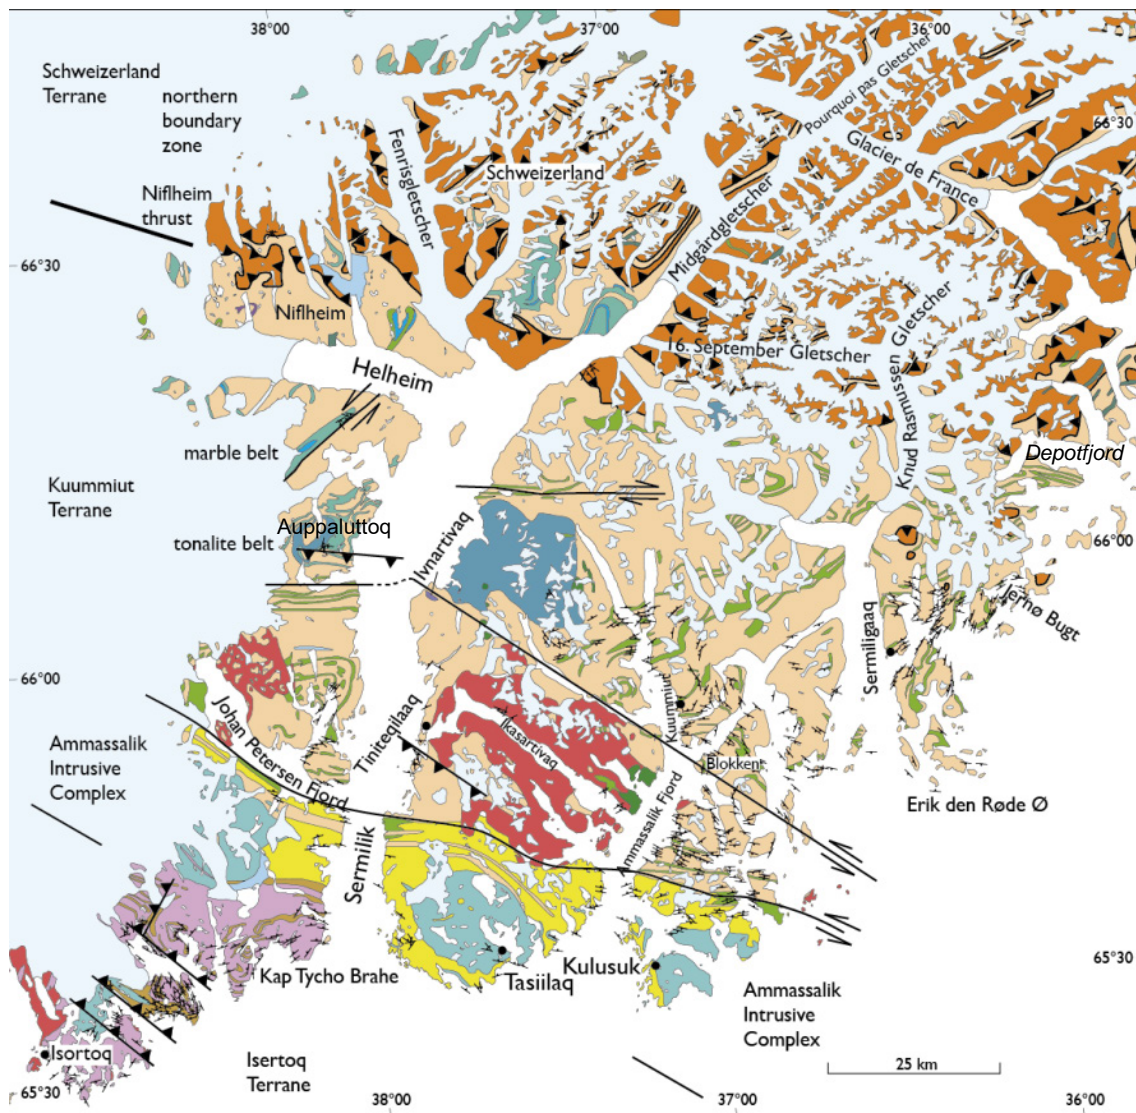 38°00
37°00
36°00
Schweizerland
Terrane
northern
boundary
zone
Pourquoi pas Gletscher
66°30
Fenrisgletscher
Glacier de France
Schweizerland
Niflheim
thrust
Midgårdgletscher
66°30
Niflheim
16. September Gletscher
Knud Rasmussen Gletscher
Helheim
marble belt
Depotfjord
Kuummiut
Terrane
Auppaluttoq
tonalite belt
Ivnartivaq
66°00
Jernø Bugt
Sermiligaaq
66°00
Kuummiut
Johan Petersen Fjord
Tiniteqilaaq
Ikasartivaq
Ammassalik
Intrusive
Complex
Blokken
Erik den Røde Ø
Ammassalik Fjord
Sermilik
Kap Tycho Brahe
Tasiilaq
Kulusuk
65°30
Ammassalik
Intrusive
Complex
Isortoq
Isertoq
Terrane
25 km
65°30
38°00
37°00
36°00